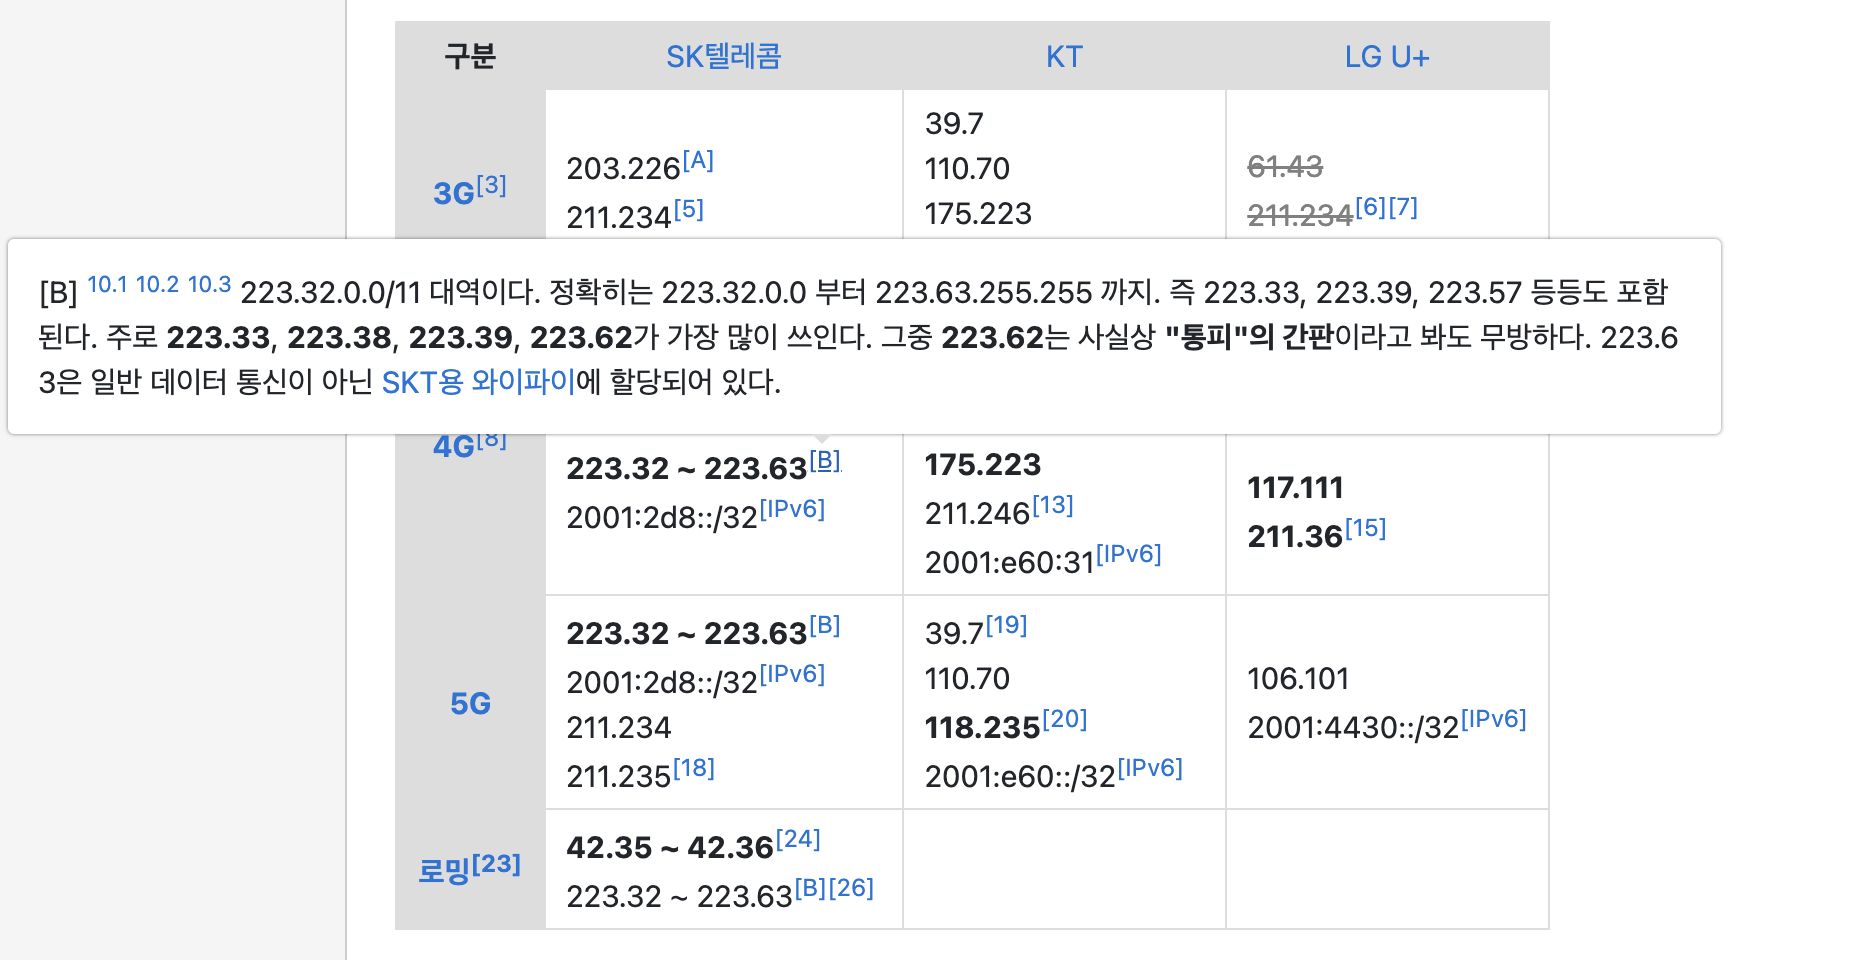 구분 SK텔레콤 KT LG U+
3G[3]
203.226[A]
211.234[5]
39.7
110.70
175.223
61.43
211.234[6][7]
[B] 10.1 10.2 10.3 223.32.0.0/11 대역이다. 정확히는 223.32.0.0 부터 223.63.255.255 까지. 즉 223.33, 223.39, 223.57 등등도 포함
된다. 주로 223.33, 223.38, 223.39, 223.62가 가장 많이 쓰인다. 그중 223.62는 사실상 "통피"의 간판이라고 봐도 무방하다. 223.6
3은 일반 데이터 통신이 아닌 SKT용 와이파이에 할당되어 있다.
4G[8]
223.32 ~ 223.63[B]
2001:2d8::/32[IPv6]
175.223
211.246[13]
2001:e60:31[IPv6]
117.111
211.36[15]
5G
223.32 ~ 223.63[B]
2001:2d8::/32[IPv6]
211.234
211.235[18]
39.7[19]
110.70
118.235[20]
2001:e60::/32[IPv6]
106.101
2001:4430::/32[IPv6]
로밍[23]
42.35 ~ 42.36[24]
223.32 ~ 223.63[B][26]